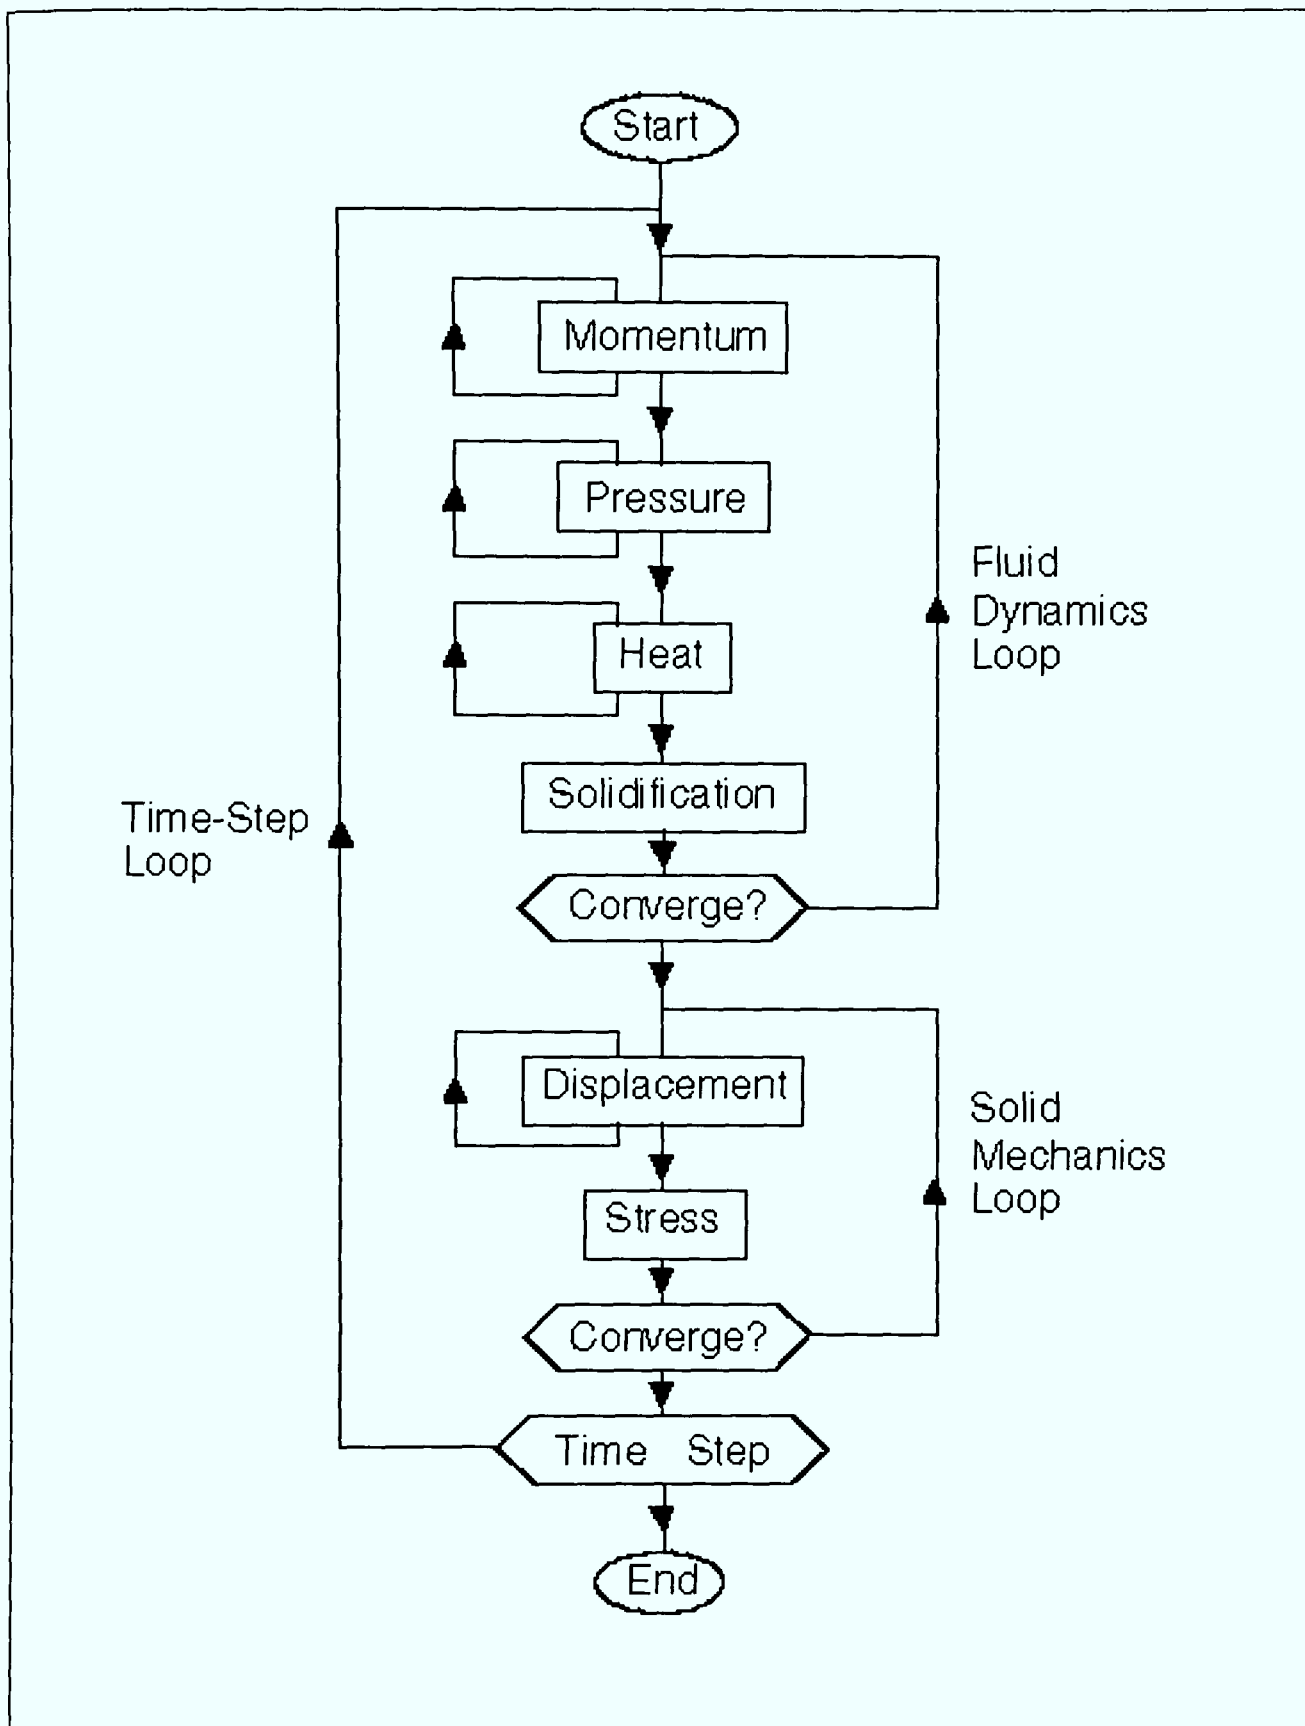 Start
Momentum
Pressure
Fluid
Dynamics
Loop
Heat
Solidification
Time-Step
Loop
Converge?
Displacement
Solid
Mechanics
Loop
Stress
Converge?
Time Step
End